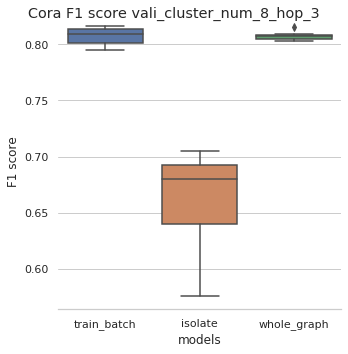 Cora F1 score vali_cluster_num_8_hop_3
0.80
0.75
0.70
0.65
0.60
F1 score
train_batch
isolate
whole_graph
models